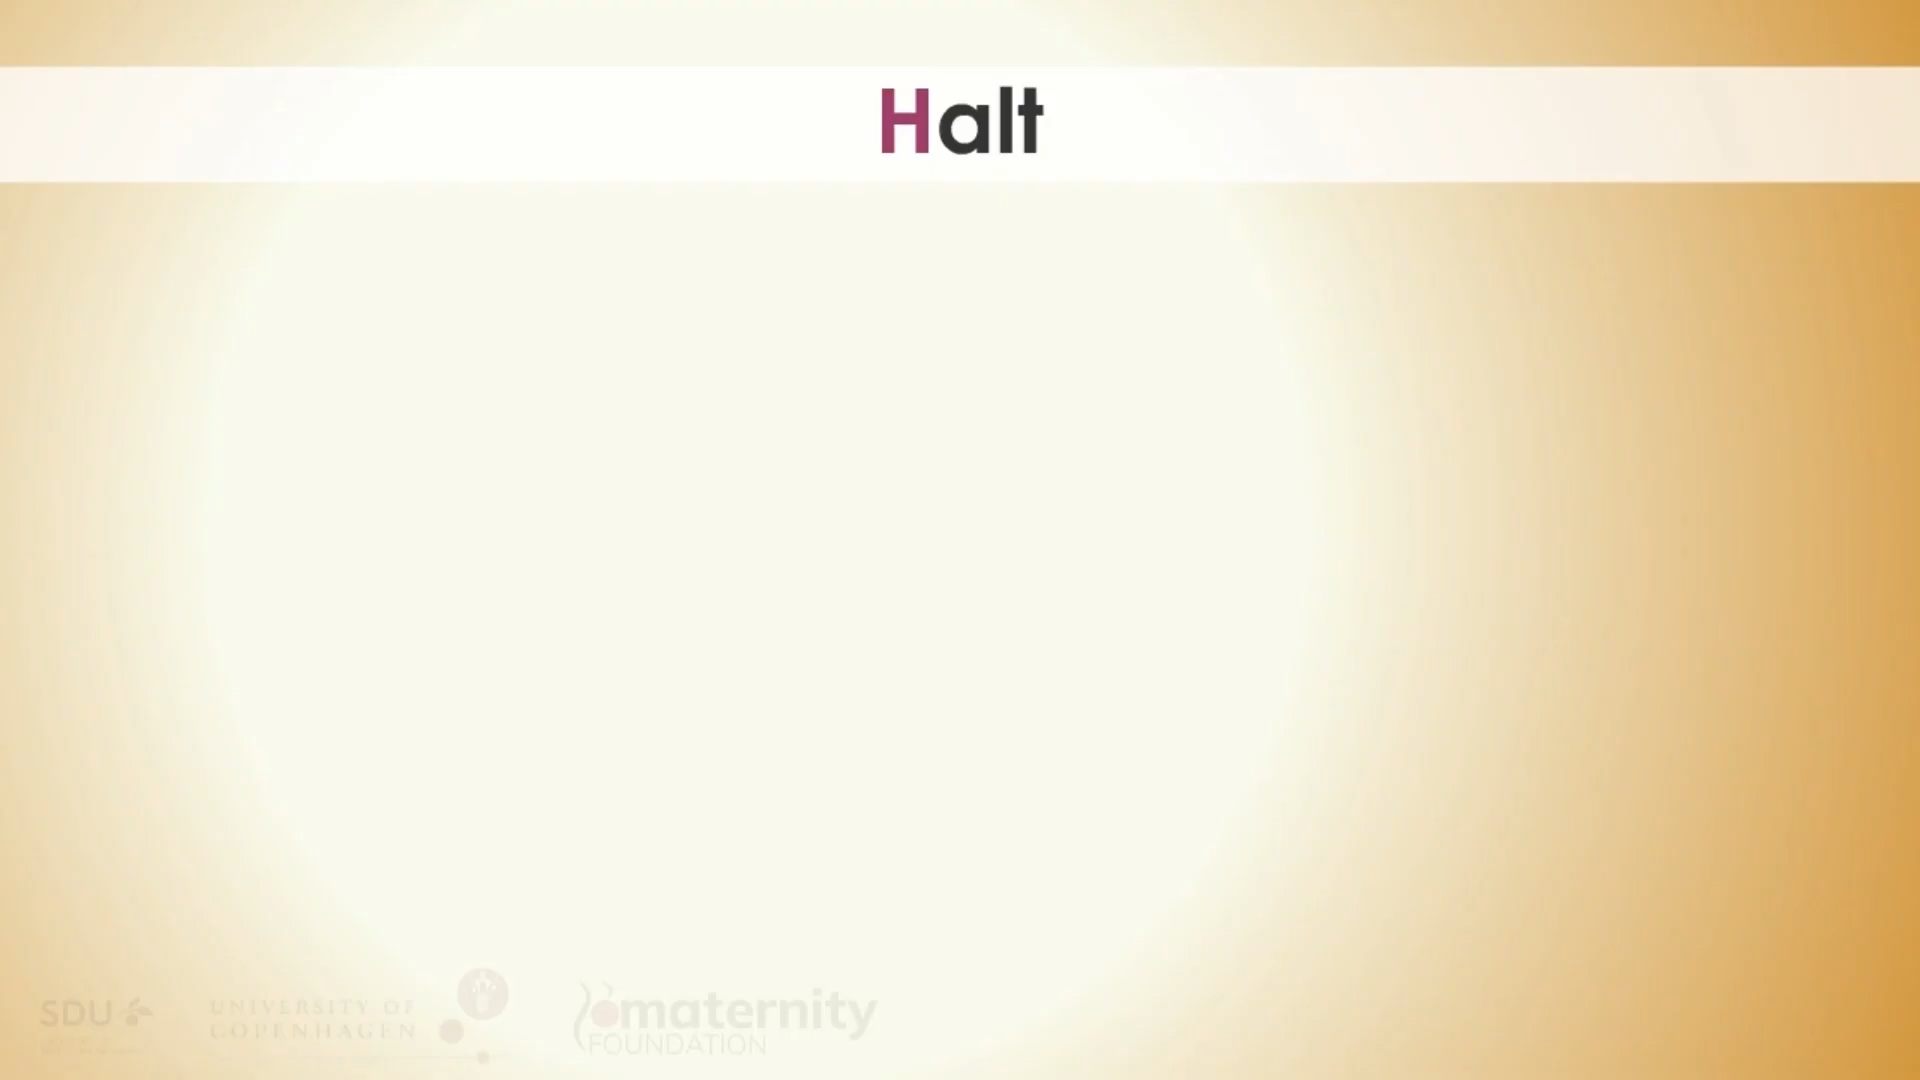 Halt
SDU
UNIVERSITY OF
COPENHAGEN
maternity
FOUNDATION